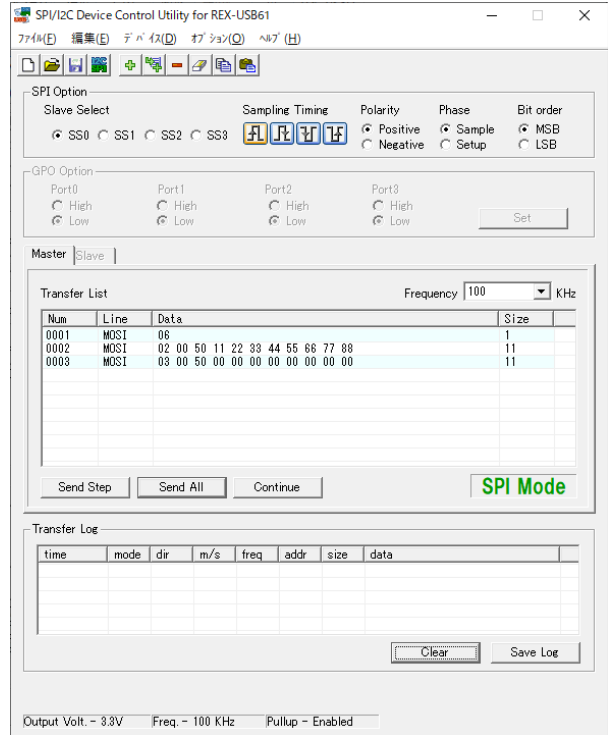 SPI/I2C Device Control Utility for REX-USB61
ファイル(F) 編集(E) デバイス(D) オプション(O) ヘルプ(H)
SPI Option
Slave Select Sampling Timing Polarity Phase Bit order
SS0 SS1 SS2 SS3 Positive Sample MSB
Negative Setup LSB
GPO Option
Port0 Port1 Port2 Port3
High High High High
Low Low Low Low Set
Master Slave
Transfer List Frequency 100 KHz
Num Line Data Size
0001 MOSI 06 1
0002 MOSI 02 00 50 11 22 33 44 55 66 77 88 11
0003 MOSI 03 00 50 00 00 00 00 00 00 00 00 11
Send Step Send All Continue SPI Mode
Transfer Log
time mode dir m/s freq addr size data
Clear Save Log
Output Volt. - 3.3V Freq. - 100 KHz Pullup - Enabled